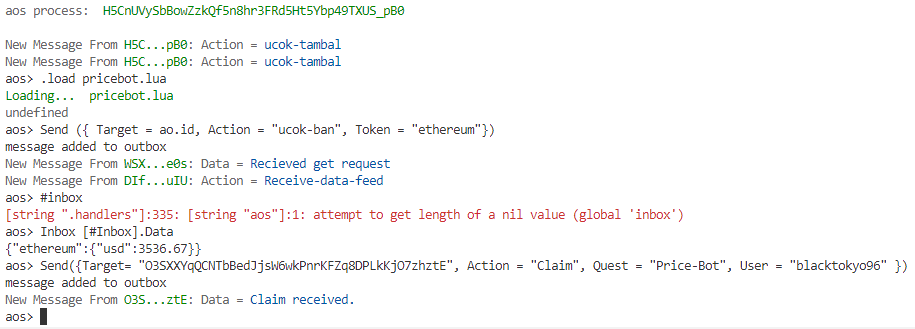 aos process:  H5CnUVySbBowZzkQf5n8hr3FRd5Ht5Ybp49TXUS_pB0
New Message From H5C...pB0: Action = ucok-tambal
New Message From H5C...pB0: Action = ucok-tambal
aos> .load pricebot.lua
Loading...  pricebot.lua
undefined
aos> Send ({ Target = ao.id, Action = "ucok-ban", Token = "ethereum"})
message added to outbox
New Message From WSX...e0s: Data = Recieved get request
New Message From DIf...uIU: Action = Receive-data-feed
aos> #inbox
[string ".handlers"]:335: [string "aos"]:1: attempt to get length of a nil value (global 'inbox')
aos> Inbox [#Inbox].Data
{"ethereum":{"usd":3536.67}}
aos> Send({Target= "O3SXXYqQCNTbBedJjsW6wkPnrKFZq8DPLkKjO7zhztE", Action = "Claim", Quest = "Price-Bot", User = "blacktokyo96" })
message added to outbox
New Message From O3S...ztE: Data = Claim received.
aos>